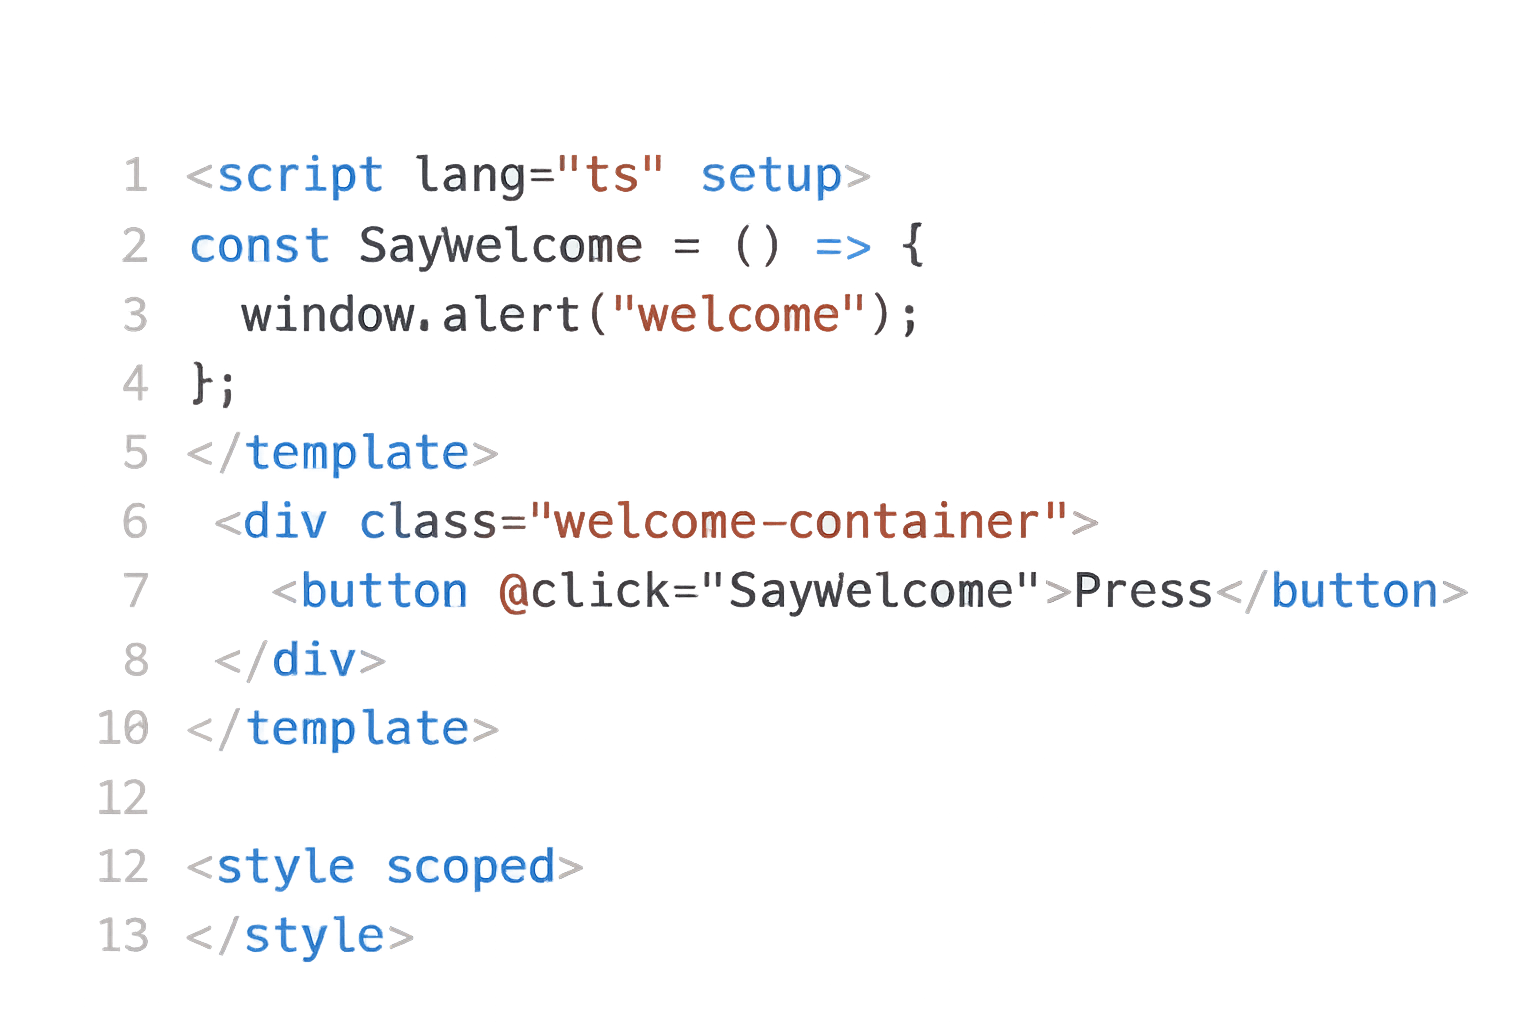 1 <script lang="ts" setup>
2 const SayWelcome = () => {
3   window.alert("welcome");
4 };
5 </template>
6  <div class="welcome-container">
7    <button @click="SayWelcome">Press</button>
8  </div>
10 </template>
12
12 <style scoped>
13 </style>